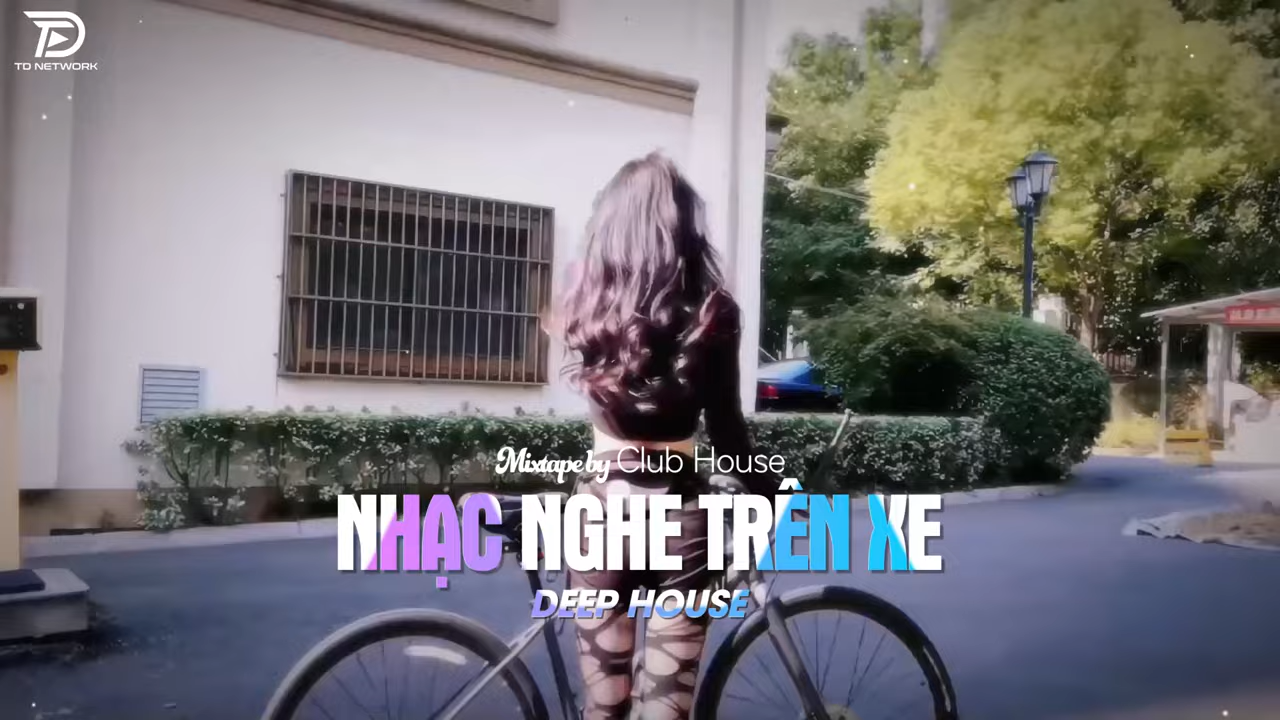 TD NETWORK
Mixtape by Club House
NHẠC NGHE TRÊN XE
DEEP HOUSE